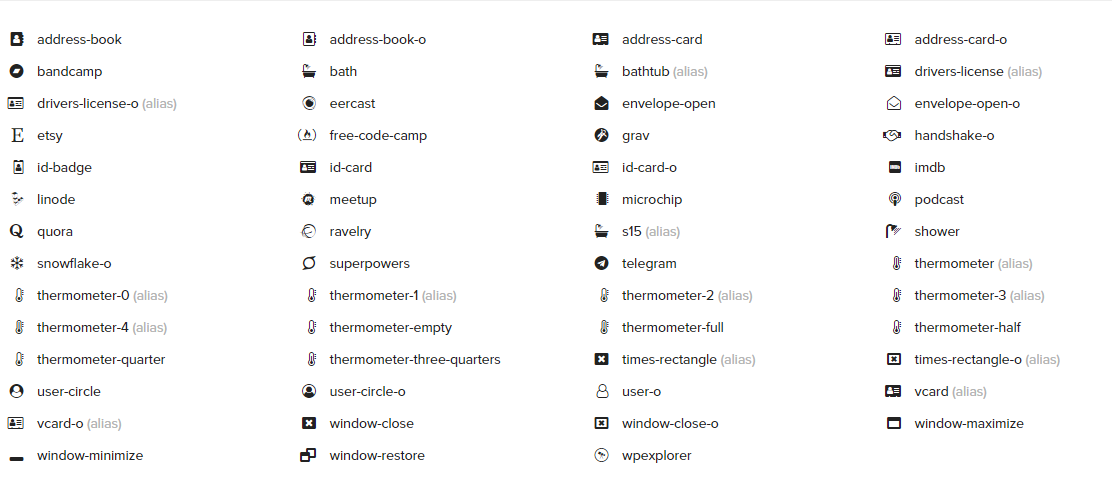 address-book address-book-o address-card address-card-o
bandcamp bath bathtub (alias) drivers-license (alias)
drivers-license-o (alias) eercast envelope-open envelope-open-o
etsy free-code-camp grav handshake-o
id-badge id-card id-card-o imdb
linode meetup microchip podcast
quora ravelry s15 (alias) shower
snowflake-o superpowers telegram thermometer (alias)
thermometer-0 (alias) thermometer-1 (alias) thermometer-2 (alias) thermometer-3 (alias)
thermometer-4 (alias) thermometer-empty thermometer-full thermometer-half
thermometer-quarter thermometer-three-quarters times-rectangle (alias) times-rectangle-o (alias)
user-circle user-circle-o user-o vcard (alias)
vcard-o (alias) window-close window-close-o window-maximize
window-minimize window-restore wpexplorer